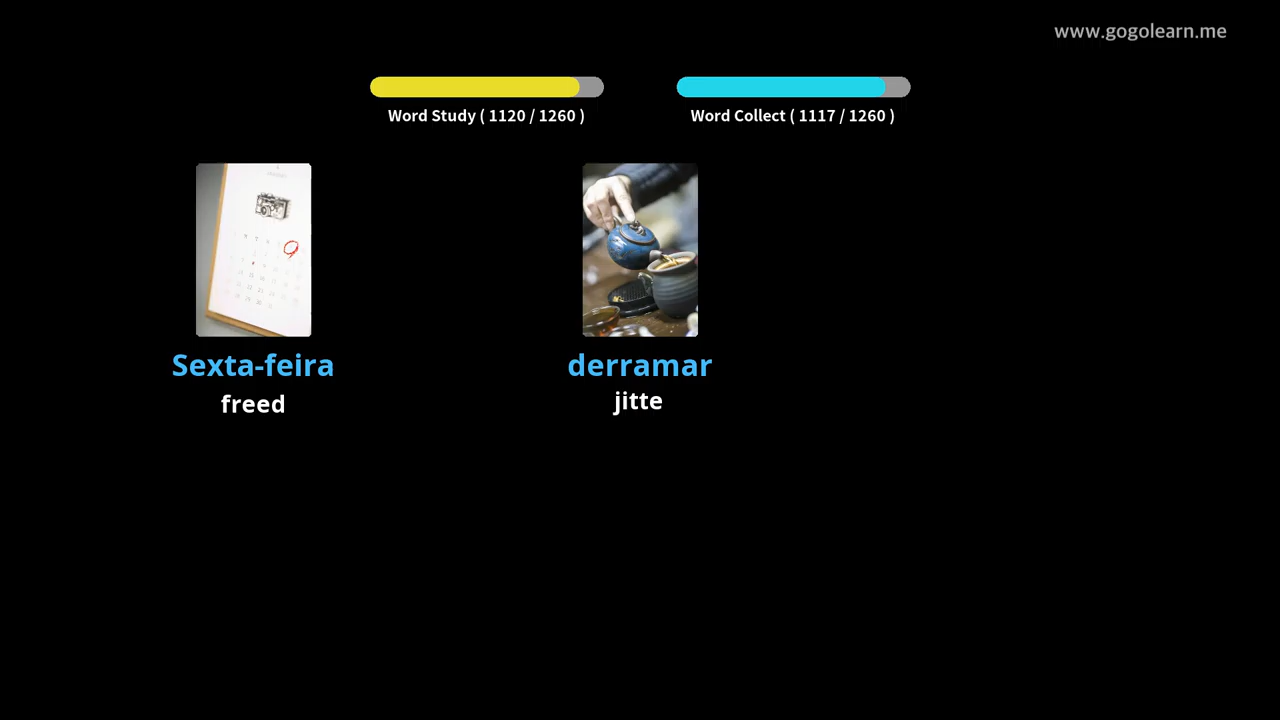 www.gogolearn.me
Word Study ( 1120 / 1260 )
Word Collect ( 1117 / 1260 )
Sexta-feira
freed
derramar
jitte